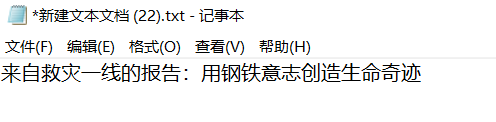 *新建文本文档 (22).txt - 记事本
文件(F) 编辑(E) 格式(O) 查看(V) 帮助(H)
来自救灾一线的报告：用钢铁意志创造生命奇迹